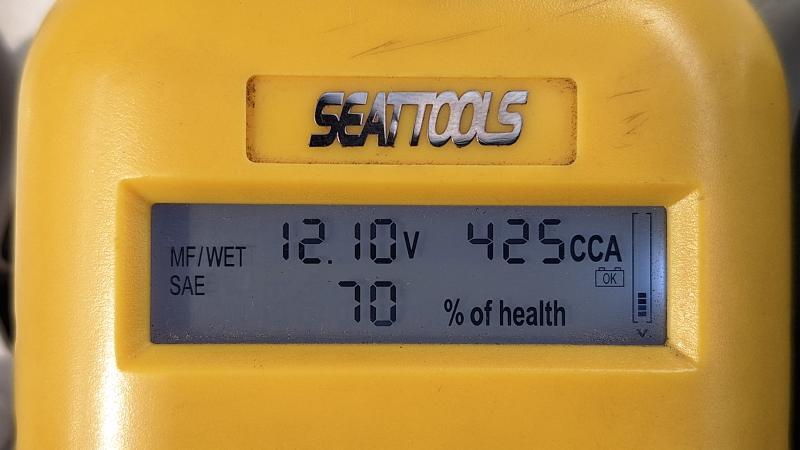 SEATTOOLS
MF/WET 12.10V 425CCA
SAE OK
70 % of health
V